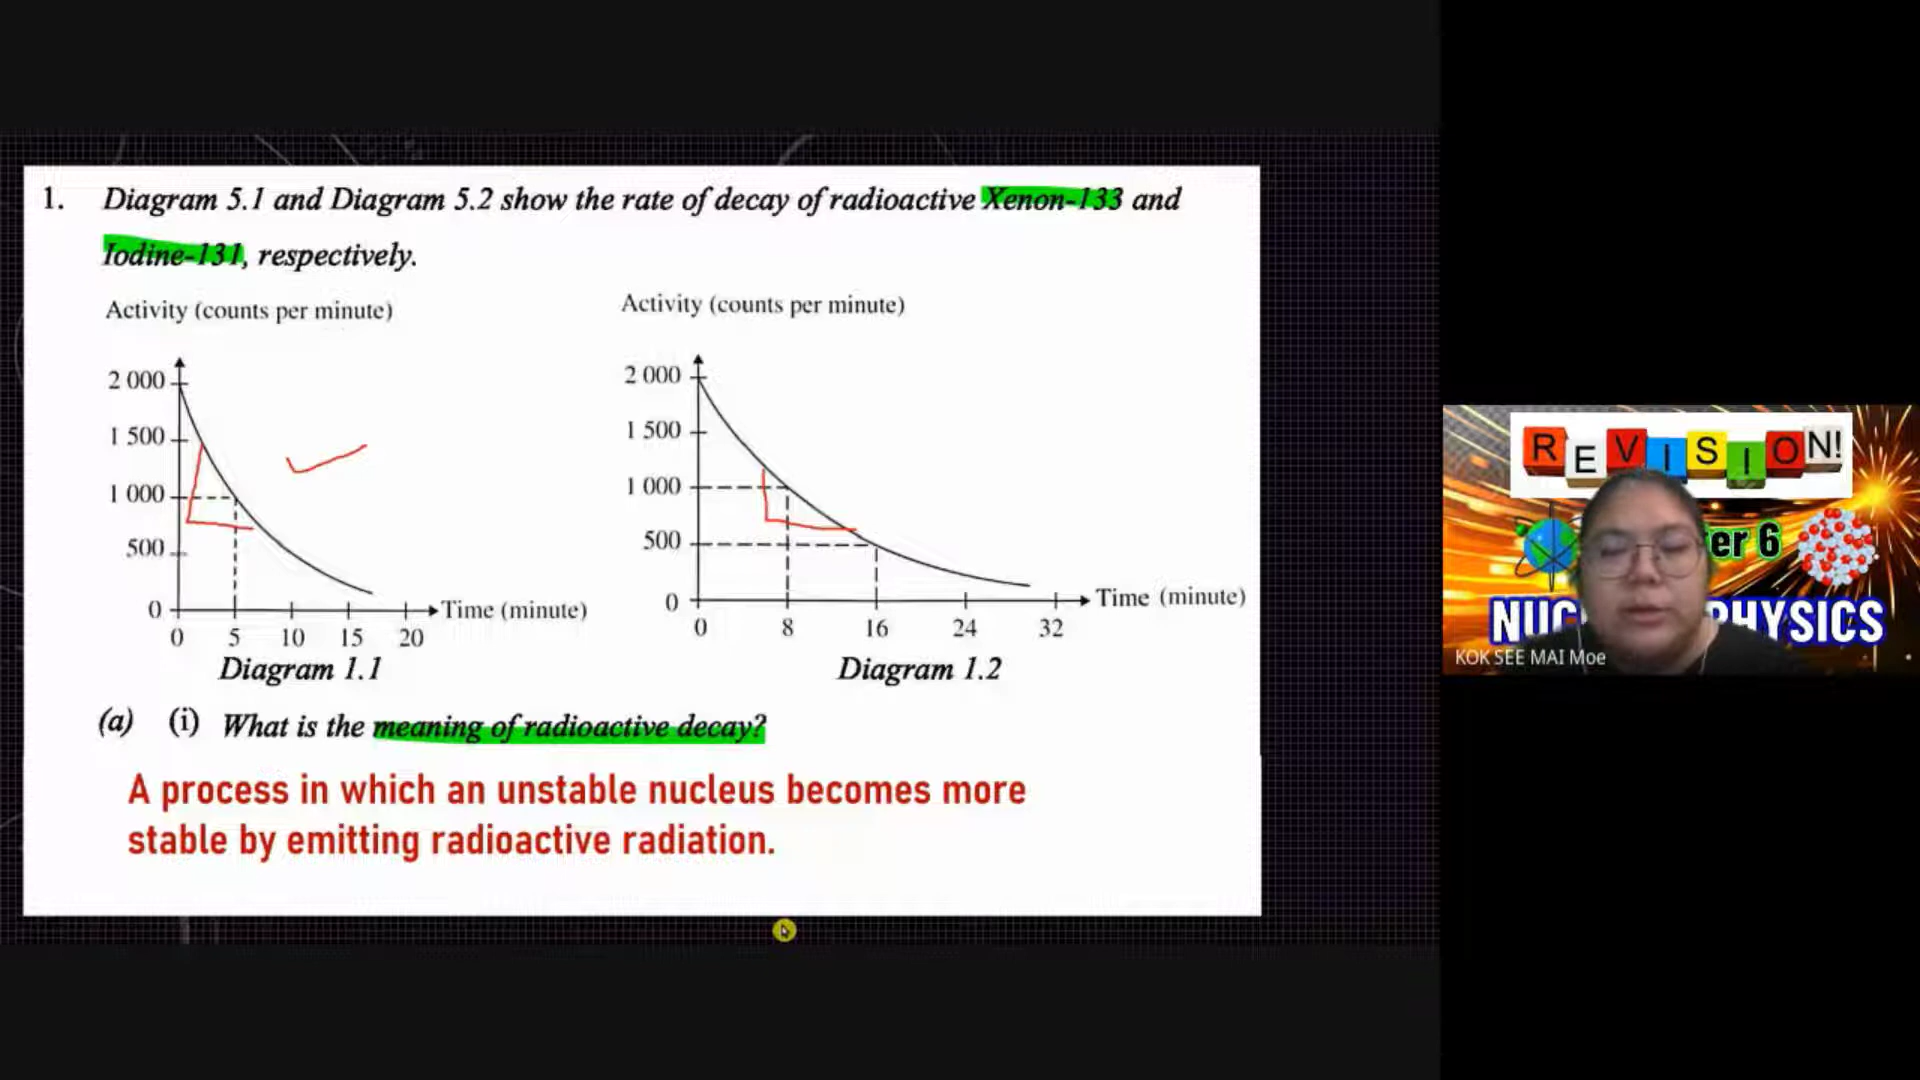 1. Diagram 5.1 and Diagram 5.2 show the rate of decay of radioactive Xenon-133 and
Iodine-131, respectively.
Activity (counts per minute)
2 000
1 500
1 000
500
0
0 5 10 15 20
Time (minute)
Diagram 1.1
Activity (counts per minute)
2 000
1 500
1 000
500
0
0 8 16 24 32
Time (minute)
Diagram 1.2
(a) (i) What is the meaning of radioactive decay?
A process in which an unstable nucleus becomes more
stable by emitting radioactive radiation.
REVISION!
er 6
NUC PHYSICS
KOK SEE MAI Moe